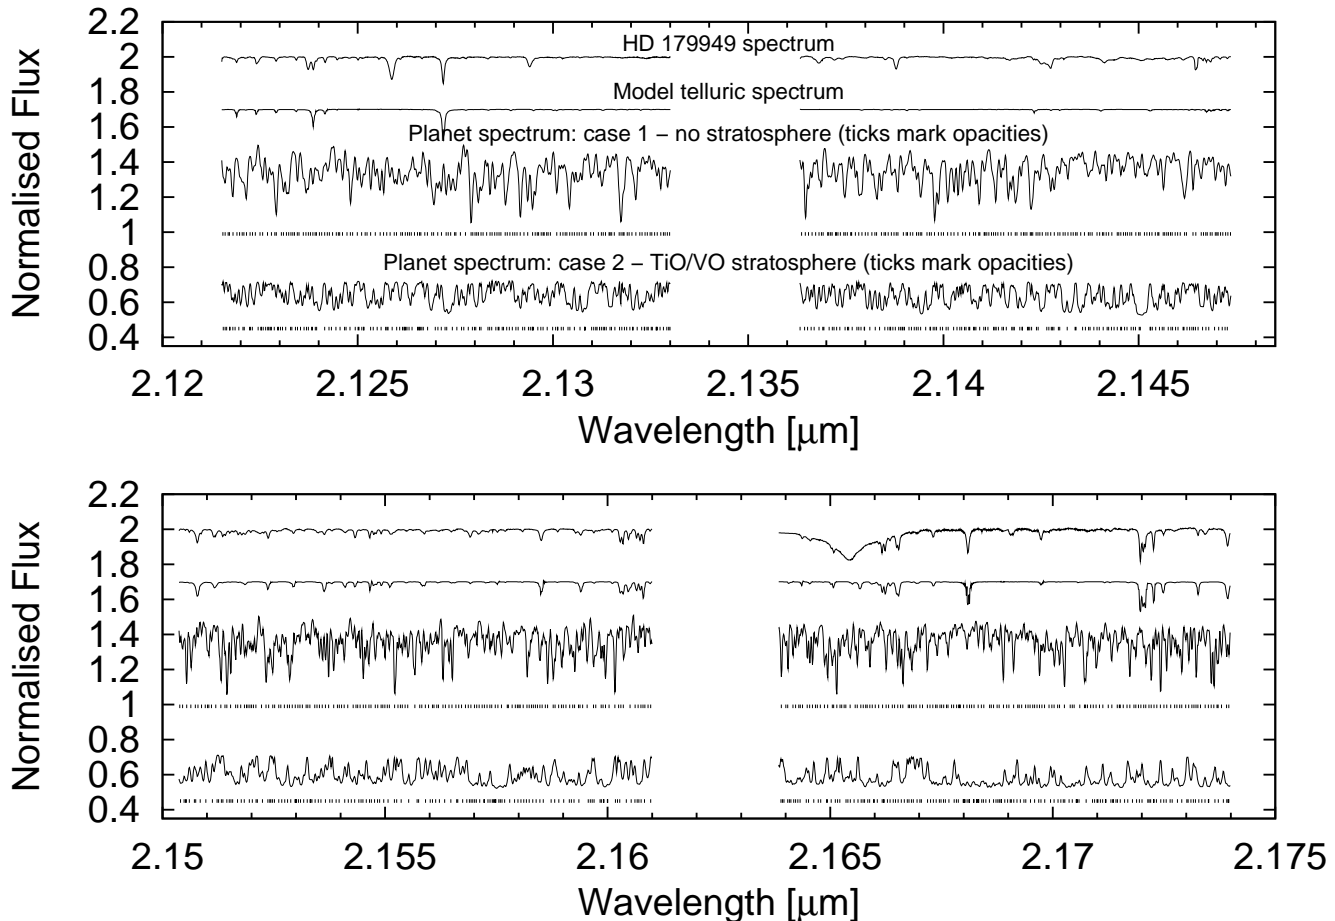 2.2
2
1.8
1.6
1.4
1.2
1
0.8
0.6
0.4
Normalised Flux
HD 179949 spectrum
Model telluric spectrum
Planet spectrum: case 1 – no stratosphere (ticks mark opacities)
Planet spectrum: case 2 – TiO/VO stratosphere (ticks mark opacities)
2.12 2.125 2.13 2.135 2.14 2.145
Wavelength [μm]
2.2
2
1.8
1.6
1.4
1.2
1
0.8
0.6
0.4
Normalised Flux
2.15 2.155 2.16 2.165 2.17 2.175
Wavelength [μm]